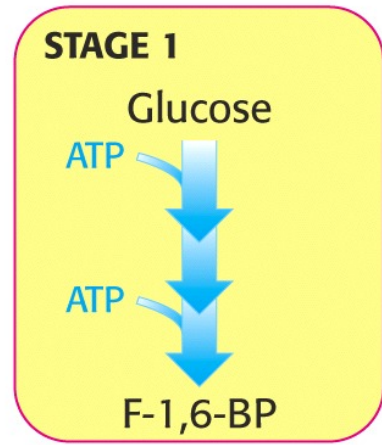 STAGE 1
Glucose
ATP
ATP
F-1,6-BP